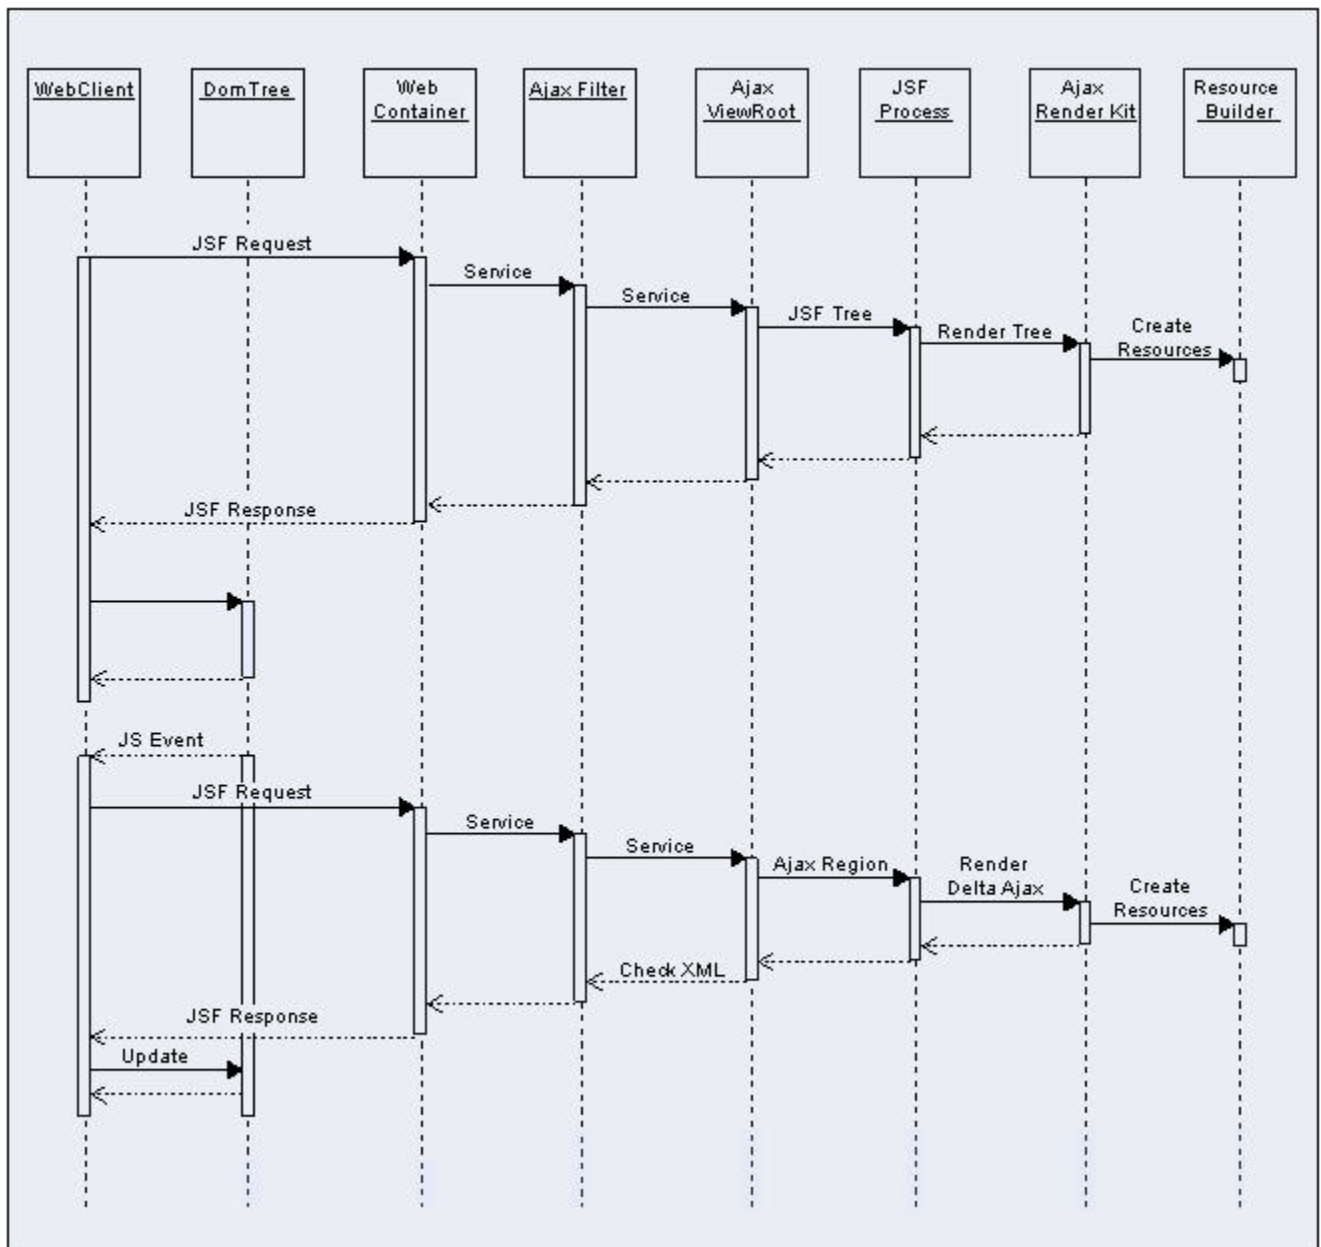 WebClient
DomTree
Web
Container
Ajax Filter
Ajax
ViewRoot
JSF
Process
Ajax
Render Kit
Resource
Builder
JSF Request
Service
Service
JSF Tree
Render Tree
Create
Resources
JSF Response
JS Event
JSF Request
Service
Service
Ajax Region
Render
Delta Ajax
Create
Resources
Check XML
JSF Response
Update